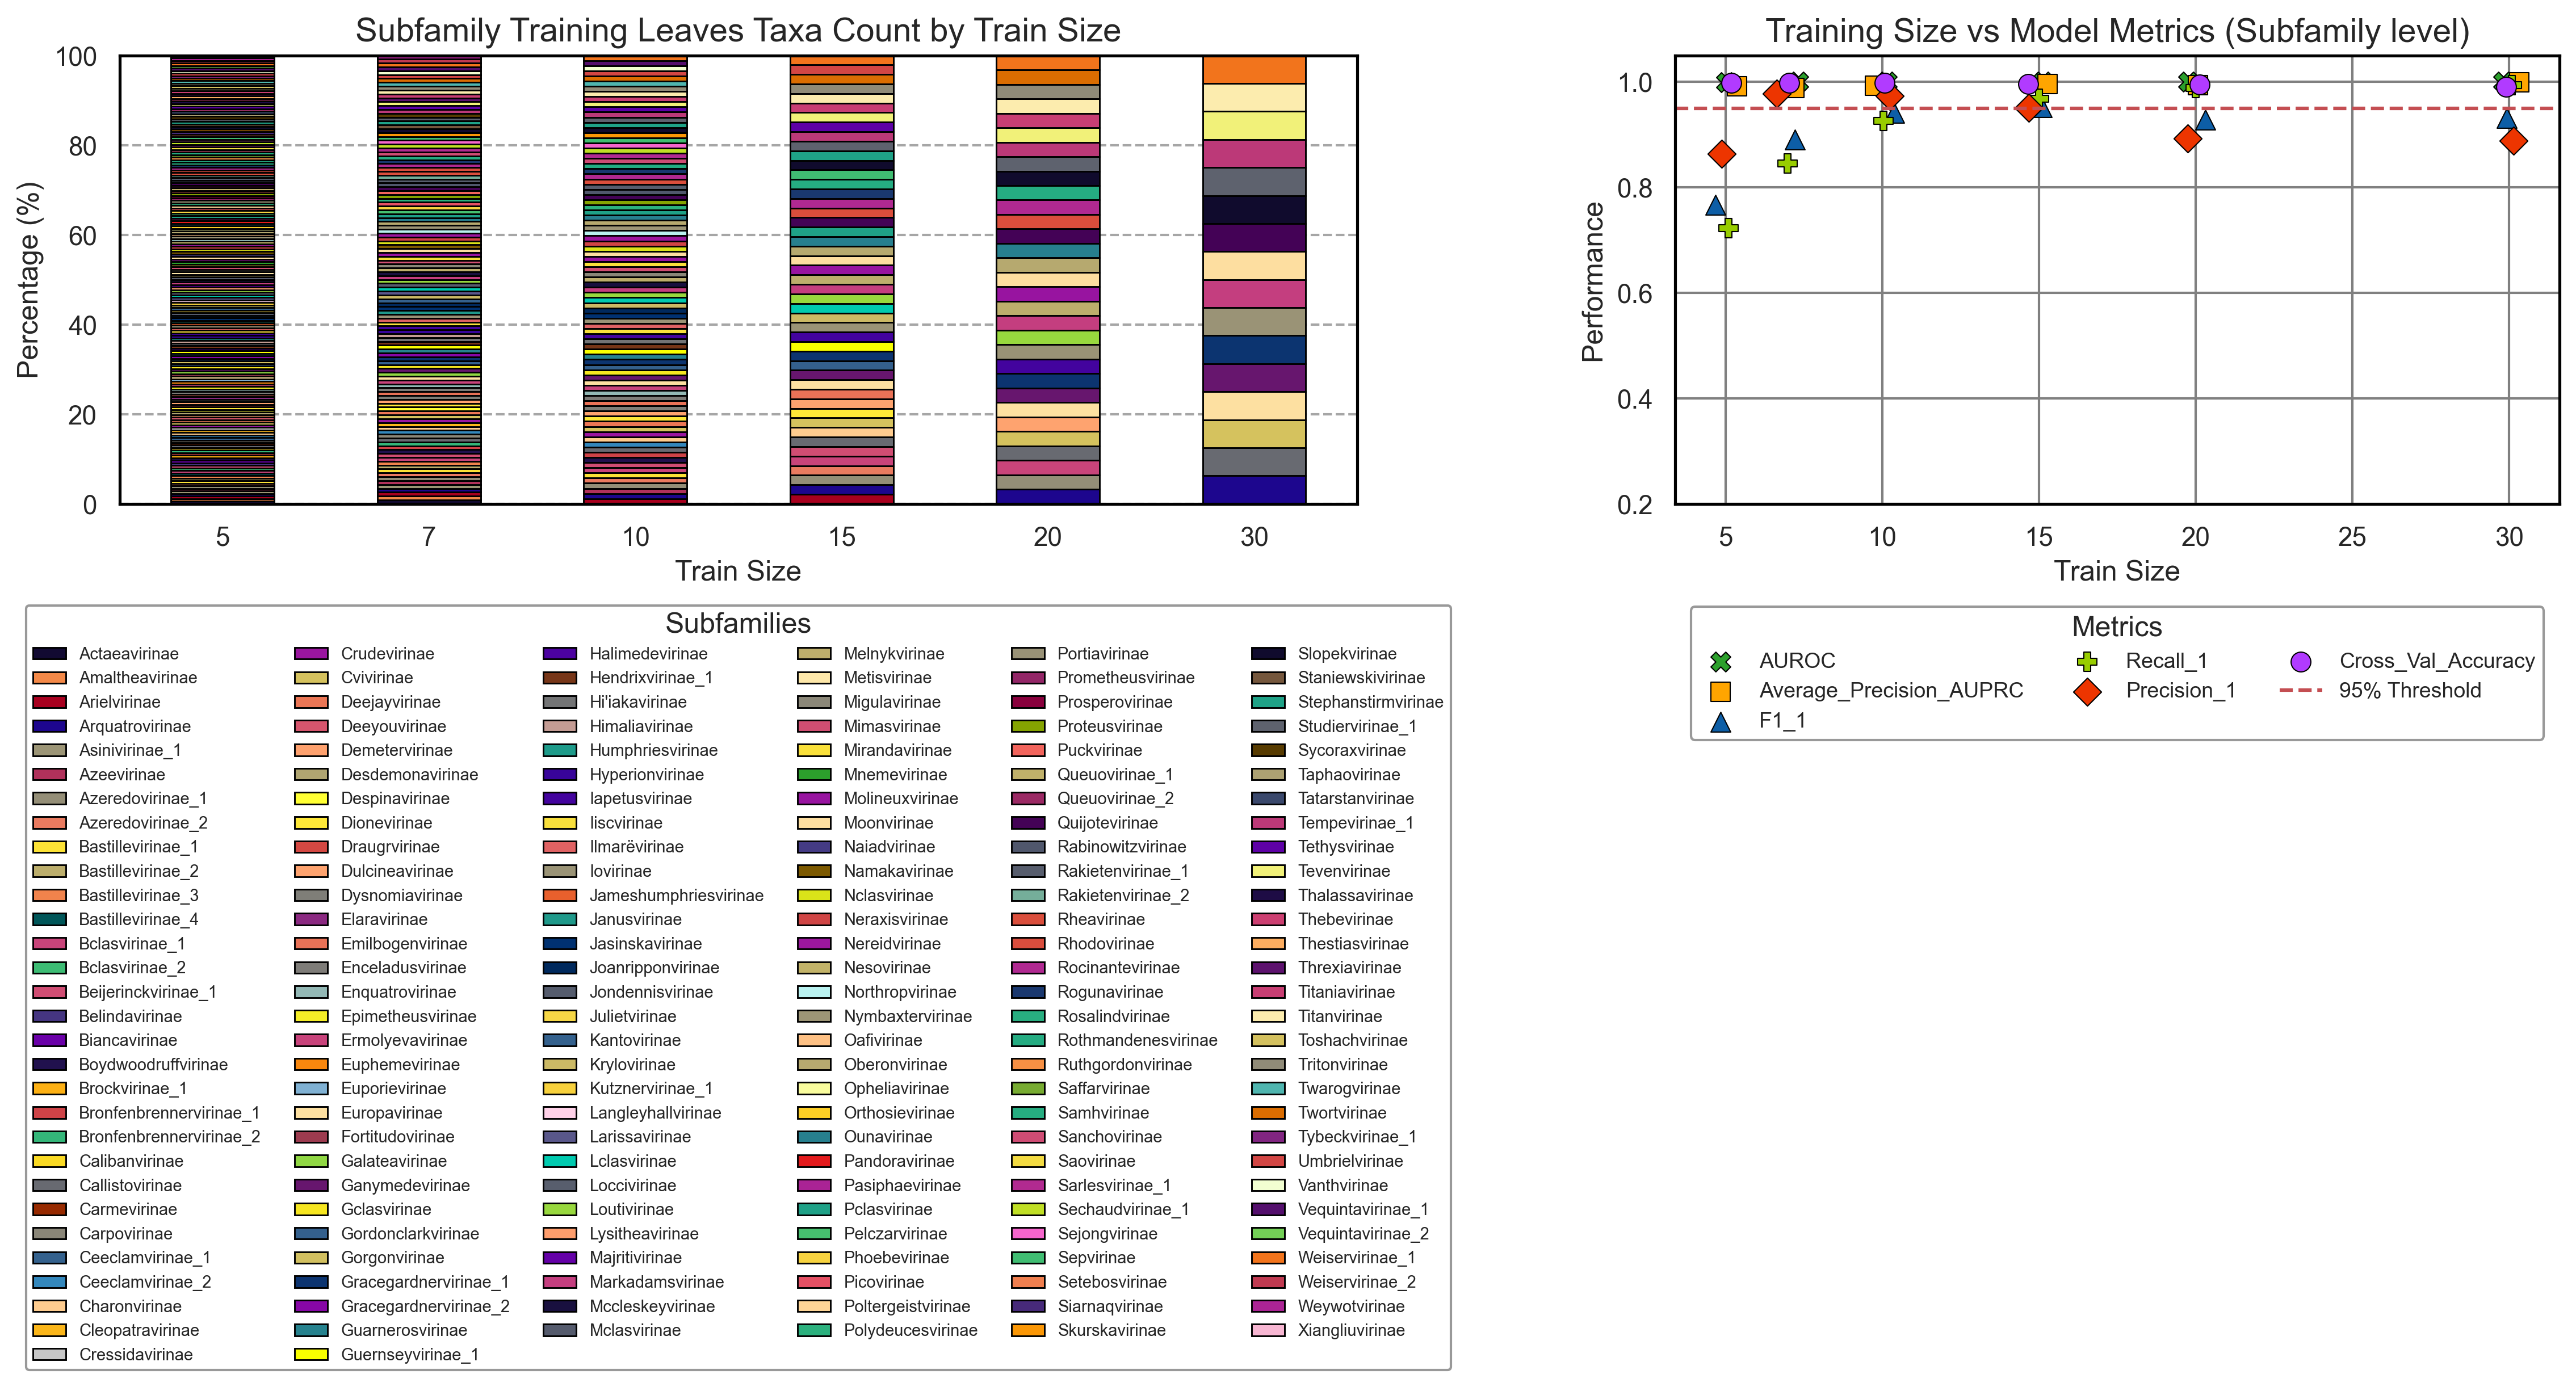 Subfamily Training Leaves Taxa Count by Train Size
Percentage (%)
100
80
60
40
20
0
5 7 10 15 20 30
Train Size
Training Size vs Model Metrics (Subfamily level)
Performance
1.0
0.8
0.6
0.4
0.2
5 10 15 20 25 30
Train Size
Subfamilies
Actaeavirinae
Amaltheavirinae
Arielvirinae
Arquatrovirinae
Asinivirinae_1
Azeevirinae
Azeredovirinae_1
Azeredovirinae_2
Bastillevirinae_1
Bastillevirinae_2
Bastillevirinae_3
Bastillevirinae_4
Bclasvirinae_1
Bclasvirinae_2
Beijerinckvirinae_1
Belindavirinae
Biancavirinae
Boydwoodruffvirinae
Brockvirinae_1
Bronfenbrennervirinae_1
Bronfenbrennervirinae_2
Calibanvirinae
Callistovirinae
Carmevirinae
Carpovirinae
Ceeclamvirinae_1
Ceeclamvirinae_2
Charonvirinae
Cleopatravirinae
Cressidavirinae
Crudevirinae
Cvivirinae
Deejayvirinae
Deeyouvirinae
Demetervirinae
Desdemonavirinae
Despinavirinae
Dionevirinae
Draugrvirinae
Dulcineavirinae
Dysnomiavirinae
Elaravirinae
Emilbogenvirinae
Enceladusvirinae
Enquatrovirinae
Epimetheusvirinae
Ermolyevavirinae
Euphemevirinae
Euporievirinae
Europavirinae
Fortitudovirinae
Galateavirinae
Ganymedevirinae
Gclasvirinae
Gordonclarkvirinae
Gorgonvirinae
Gracegardnervirinae_1
Gracegardnervirinae_2
Guarnerosvirinae
Guernseyvirinae_1
Halimedevirinae
Hendrixvirinae_1
Hi'iakavirinae
Himaliavirinae
Humphriesvirinae
Hyperionvirinae
Iapetusvirinae
Iiscvirinae
Ilmarëvirinae
Iovirinae
Jameshumphriesvirinae
Janusvirinae
Jasinskavirinae
Joanripponvirinae
Jondennisvirinae
Julietvirinae
Kantovirinae
Krylovirinae
Kutznervirinae_1
Langleyhallvirinae
Larissavirinae
Lclasvirinae
Loccivirinae
Loutivirinae
Lysitheavirinae
Majritivirinae
Markadamsvirinae
Mccleskeyvirinae
Mclasvirinae
Melnykvirinae
Metisvirinae
Migulavirinae
Mimasvirinae
Mirandavirinae
Mnemevirinae
Molineuxvirinae
Moonvirinae
Naiadvirinae
Namakavirinae
Nclasvirinae
Neraxisvirinae
Nereidvirinae
Nesovirinae
Northropvirinae
Nymbaxtervirinae
Oafivirinae
Oberonvirinae
Opheliavirinae
Orthosievirinae
Ounavirinae
Pandoravirinae
Pasiphaevirinae
Pclasvirinae
Pelczarvirinae
Phoebevirinae
Picovirinae
Poltergeistvirinae
Polydeucesvirinae
Portiavirinae
Prometheusvirinae
Prosperovirinae
Proteusvirinae
Puckvirinae
Queuovirinae_1
Queuovirinae_2
Quijotevirinae
Rabinowitzvirinae
Rakietenvirinae_1
Rakietenvirinae_2
Rheavirinae
Rhodovirinae
Rocinantevirinae
Rogunavirinae
Rosalindvirinae
Rothmandenesvirinae
Ruthgordonvirinae
Saffarvirinae
Samhvirinae
Sanchovirinae
Saovirinae
Sarlesvirinae_1
Sechaudvirinae_1
Sejongvirinae
Sepvirinae
Setebosvirinae
Siarnaqvirinae
Skurskavirinae
Slopekvirinae
Staniewskivirinae
Stephanstirmvirinae
Studiervirinae_1
Sycoraxvirinae
Taphaovirinae
Tatarstanvirinae
Tempevirinae_1
Tethysvirinae
Tevenvirinae
Thalassavirinae
Thebevirinae
Thestiasvirinae
Threxiavirinae
Titaniavirinae
Titanvirinae
Toshachvirinae
Tritonvirinae
Twarogvirinae
Twortvirinae
Tybeckvirinae_1
Umbrielvirinae
Vanthvirinae
Vequintavirinae_1
Vequintavirinae_2
Weiservirinae_1
Weiservirinae_2
Weywotvirinae
Xiangliuvirinae
Metrics
AUROC
Average_Precision_AUPRC
F1_1
Recall_1
Precision_1
Cross_Val_Accuracy
95% Threshold